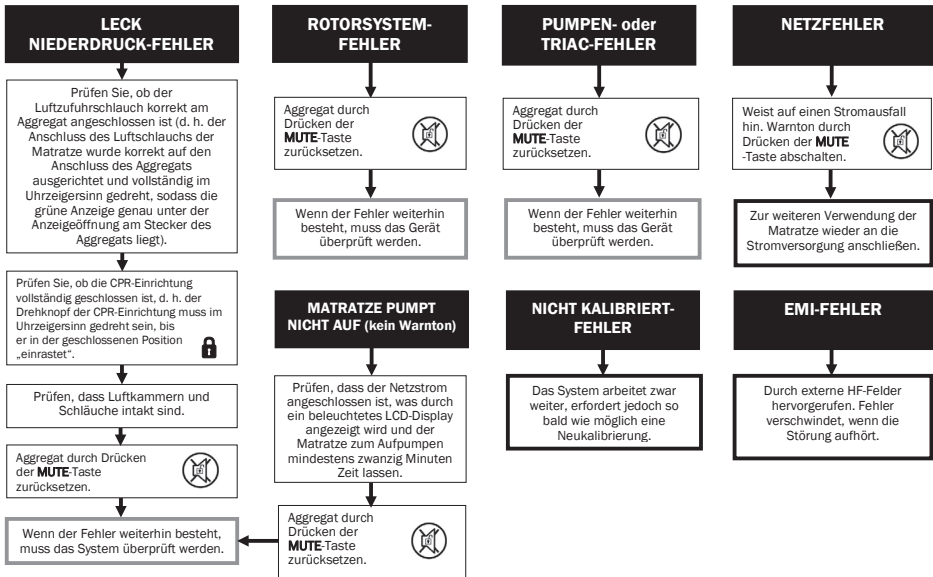 LECK
NIEDERDRUCK-FEHLER
Prüfen Sie, ob der
Luftzufuhrschlauch korrekt am
Aggregat angeschlossen ist (d. h. der
Anschluss des Luftschlauchs der
Matratze wurde korrekt auf den
Anschluss des Aggregats
ausgerichtet und vollständig im
Uhrzeigersinn gedreht, sodass die
grüne Anzeige genau unter der
Anzeigeöffnung am Stecker des
Aggregats liegt).
Prüfen Sie, ob die CPR-Einrichtung
vollständig geschlossen ist, d. h. der
Drehknopf der CPR-Einrichtung muss im
Uhrzeigersinn gedreht sein, bis
er in der geschlossenen Position
„einrastet“.
Prüfen, dass Luftkammern und
Schläuche intakt sind.
Aggregat durch Drücken
der MUTE-Taste
zurücksetzen.
Wenn der Fehler weiterhin besteht,
muss das System überprüft werden.
ROTORSYSTEM-
FEHLER
Aggregat durch
Drücken der
MUTE-Taste
zurücksetzen.
Wenn der Fehler weiterhin
besteht, muss das Gerät
überprüft werden.
MATRATZE PUMPT
NICHT AUF (kein Warnton)
Prüfen, dass der Netzstrom
angeschlossen ist, was durch
ein beleuchtetes LCD-Display
angezeigt wird und der
Matratze zum Aufpumpen
mindestens zwanzig Minuten
Zeit lassen.
Aggregat durch
Drücken der
MUTE-Taste
zurücksetzen.
PUMPEN- oder
TRIAC-FEHLER
Aggregat durch
Drücken der
MUTE-Taste
zurücksetzen.
Wenn der Fehler weiterhin
besteht, muss das Gerät
überprüft werden.
NICHT KALIBRIERT-
FEHLER
Das System arbeitet zwar
weiter, erfordert jedoch so
bald wie möglich eine
Neukalibrierung.
NETZFEHLER
Weist auf einen Stromausfall
hin. Warnton durch
Drücken der MUTE
-Taste abschalten.
Zur weiteren Verwendung der
Matratze wieder an die
Stromversorgung anschließen.
EMI-FEHLER
Durch externe HF-Felder
hervorgerufen. Fehler
verschwindet, wenn die
Störung aufhört.